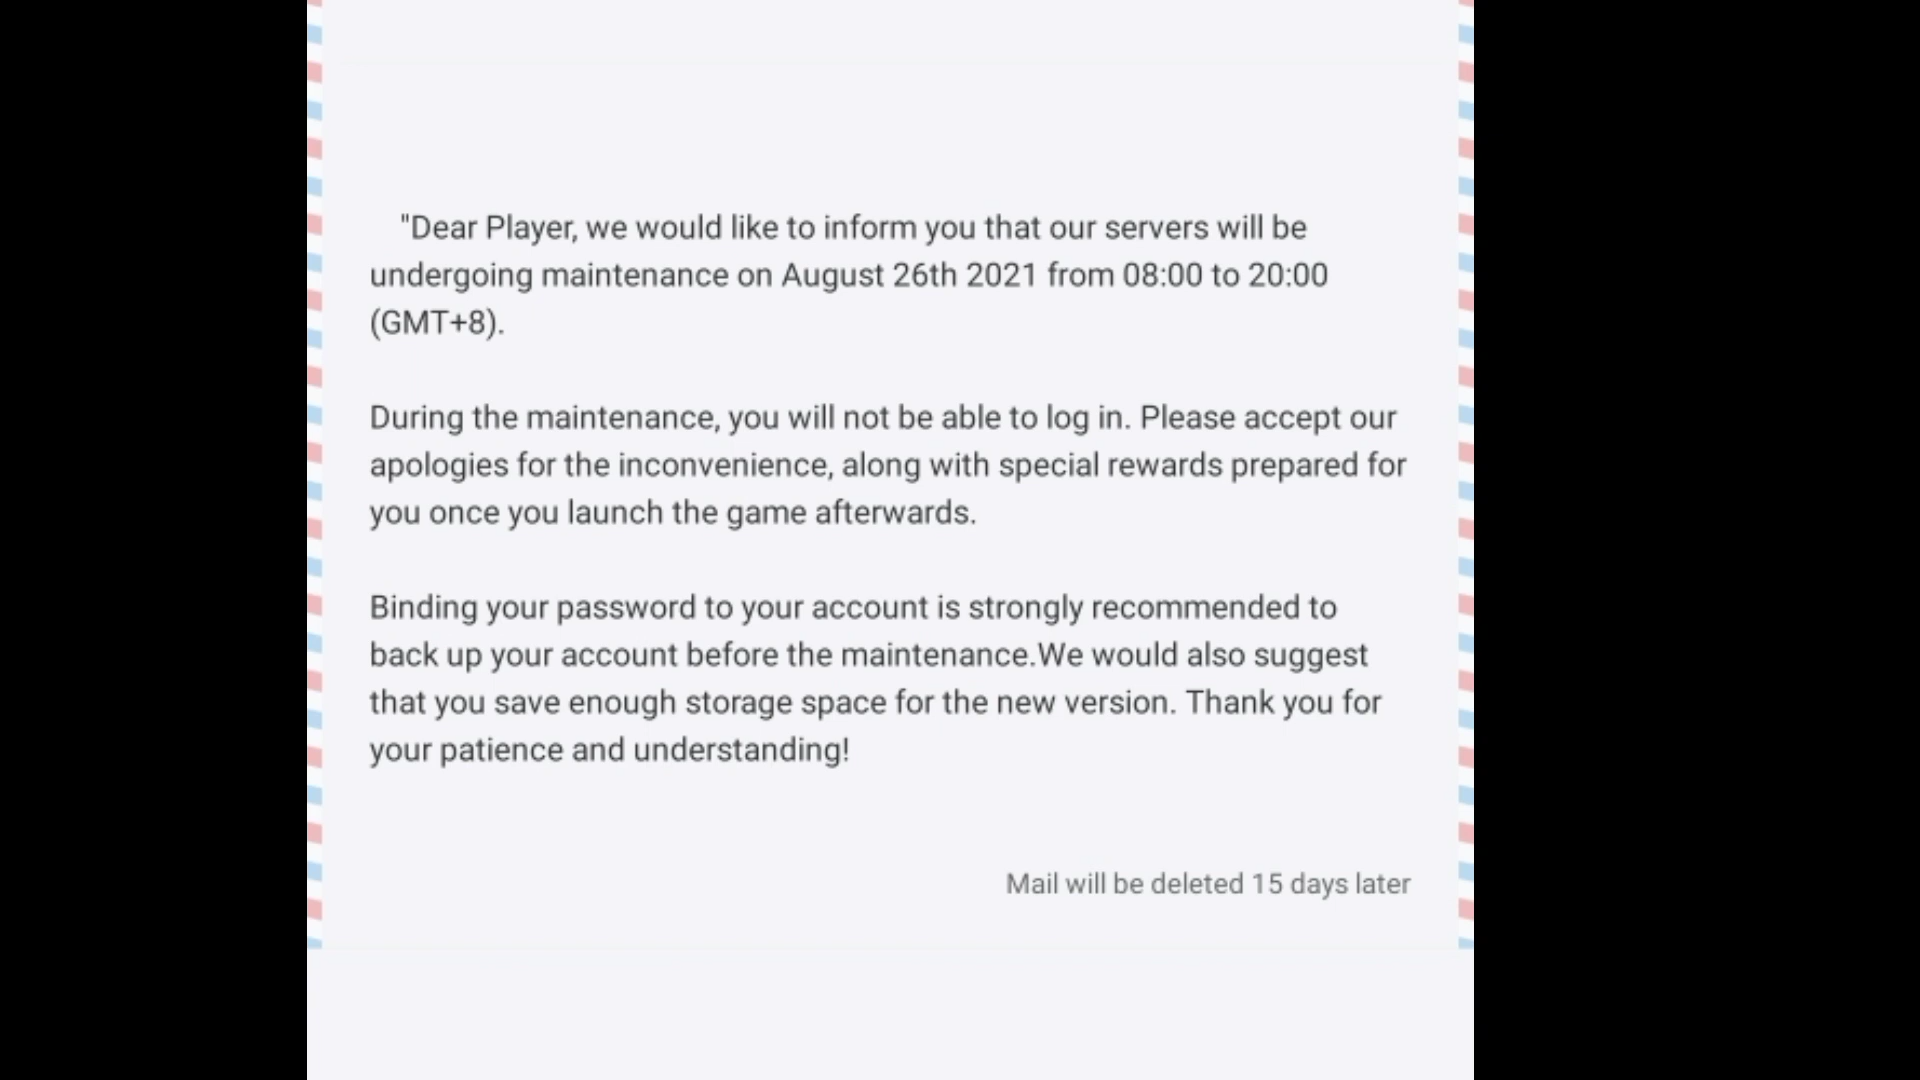 "Dear Player, we would like to inform you that our servers will be
undergoing maintenance on August 26th 2021 from 08:00 to 20:00
(GMT+8).
During the maintenance, you will not be able to log in. Please accept our
apologies for the inconvenience, along with special rewards prepared for
you once you launch the game afterwards.
Binding your password to your account is strongly recommended to
back up your account before the maintenance.We would also suggest
that you save enough storage space for the new version. Thank you for
your patience and understanding!
Mail will be deleted 15 days later